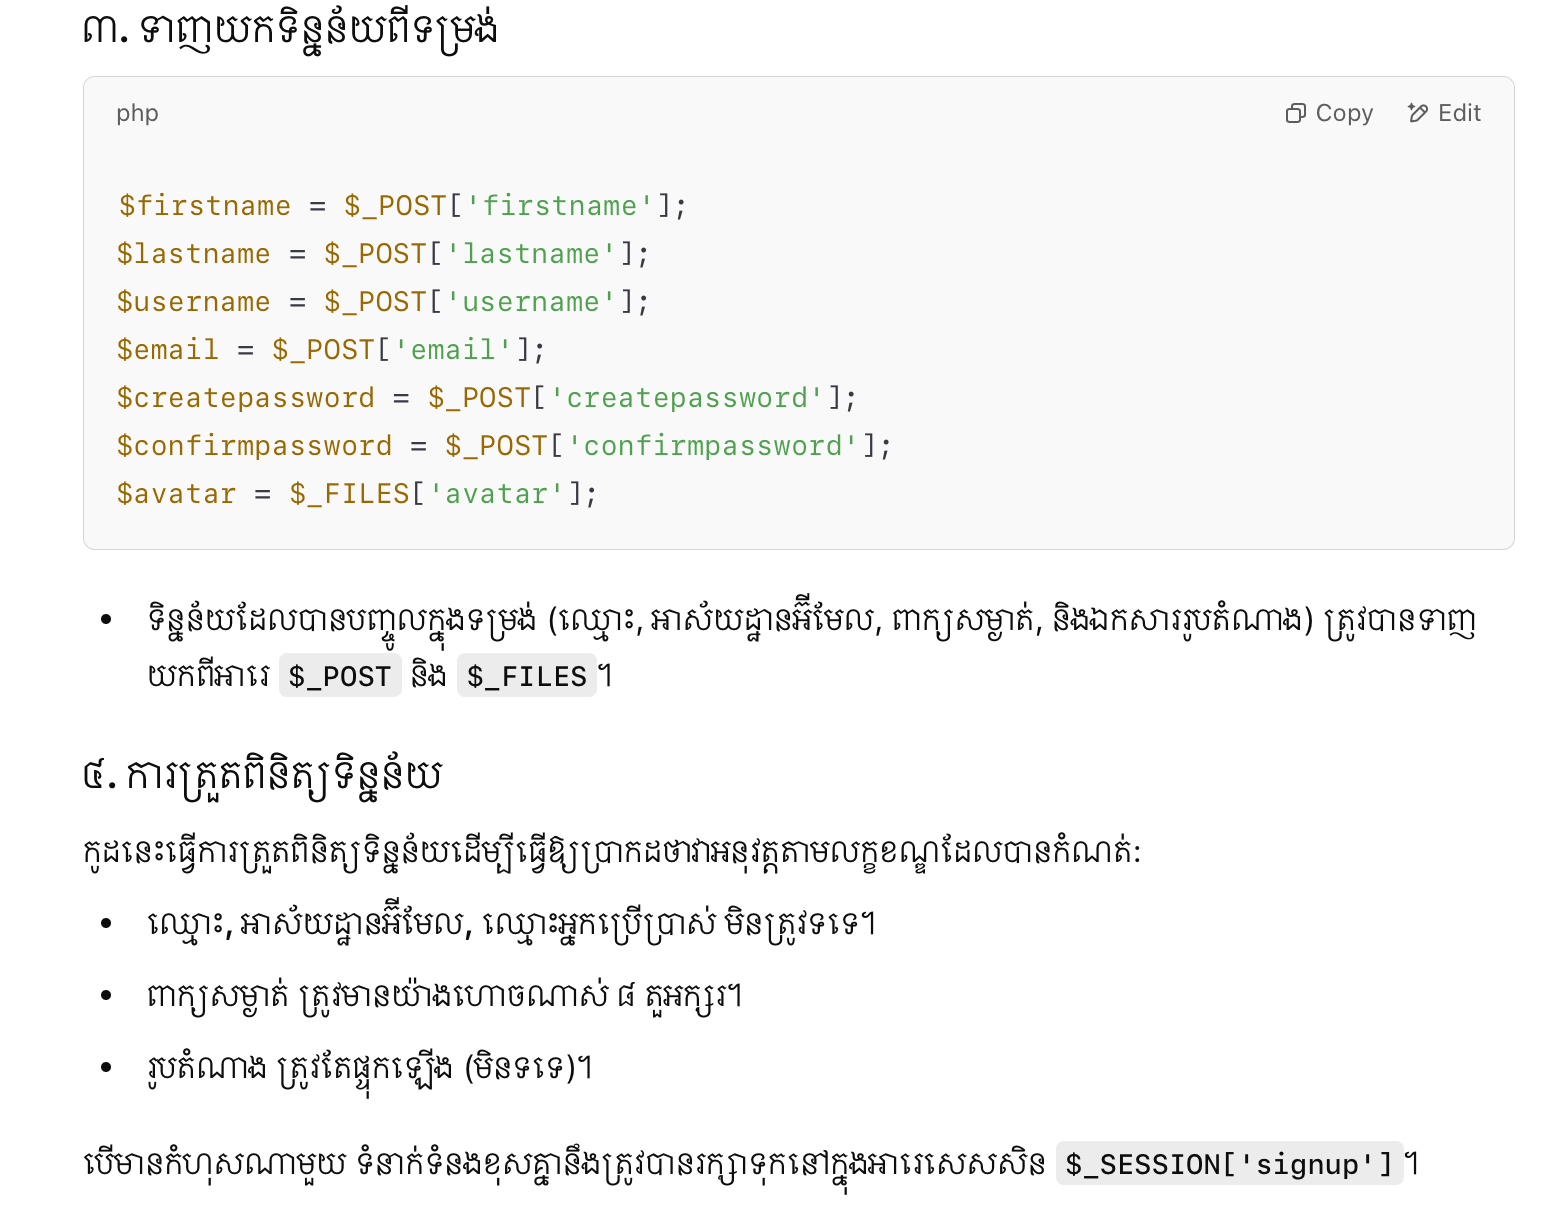 ៣. ទាញយកទិន្នន័យពីទម្រង់
php
Copy
Edit
$firstname = $_POST['firstname'];
$lastname = $_POST['lastname'];
$username = $_POST['username'];
$email = $_POST['email'];
$createpassword = $_POST['createpassword'];
$confirmpassword = $_POST['confirmpassword'];
$avatar = $_FILES['avatar'];
• ទិន្នន័យដែលបានបញ្ចូលក្នុងទម្រង់ (ឈ្មោះ, អាស័យដ្ឋានអ៊ីមែល, ពាក្យសម្ងាត់, និងឯកសាររូបតំណាង) ត្រូវបានទាញ
យកពីអារេ $_POST និង $_FILES។
៤. ការត្រួតពិនិត្យទិន្នន័យ
កូដនេះធ្វើការត្រួតពិនិត្យទិន្នន័យដើម្បីធ្វើឱ្យប្រាកដថាវាអនុវត្តតាមលក្ខខណ្ឌដែលបានកំណត់:
• ឈ្មោះ, អាស័យដ្ឋានអ៊ីមែល, ឈ្មោះអ្នកប្រើប្រាស់ មិនត្រូវទទេ។
• ពាក្យសម្ងាត់ ត្រូវមានយ៉ាងហោចណាស់ ៨ តួអក្សរ។
• រូបតំណាង ត្រូវតែផ្ទុកឡើង (មិនទទេ)។
បើមានកំហុសណាមួយ ទំនាក់ទំនងខុសគ្នានឹងត្រូវបានរក្សាទុកនៅក្នុងអារេសេសសិន $_SESSION['signup']។